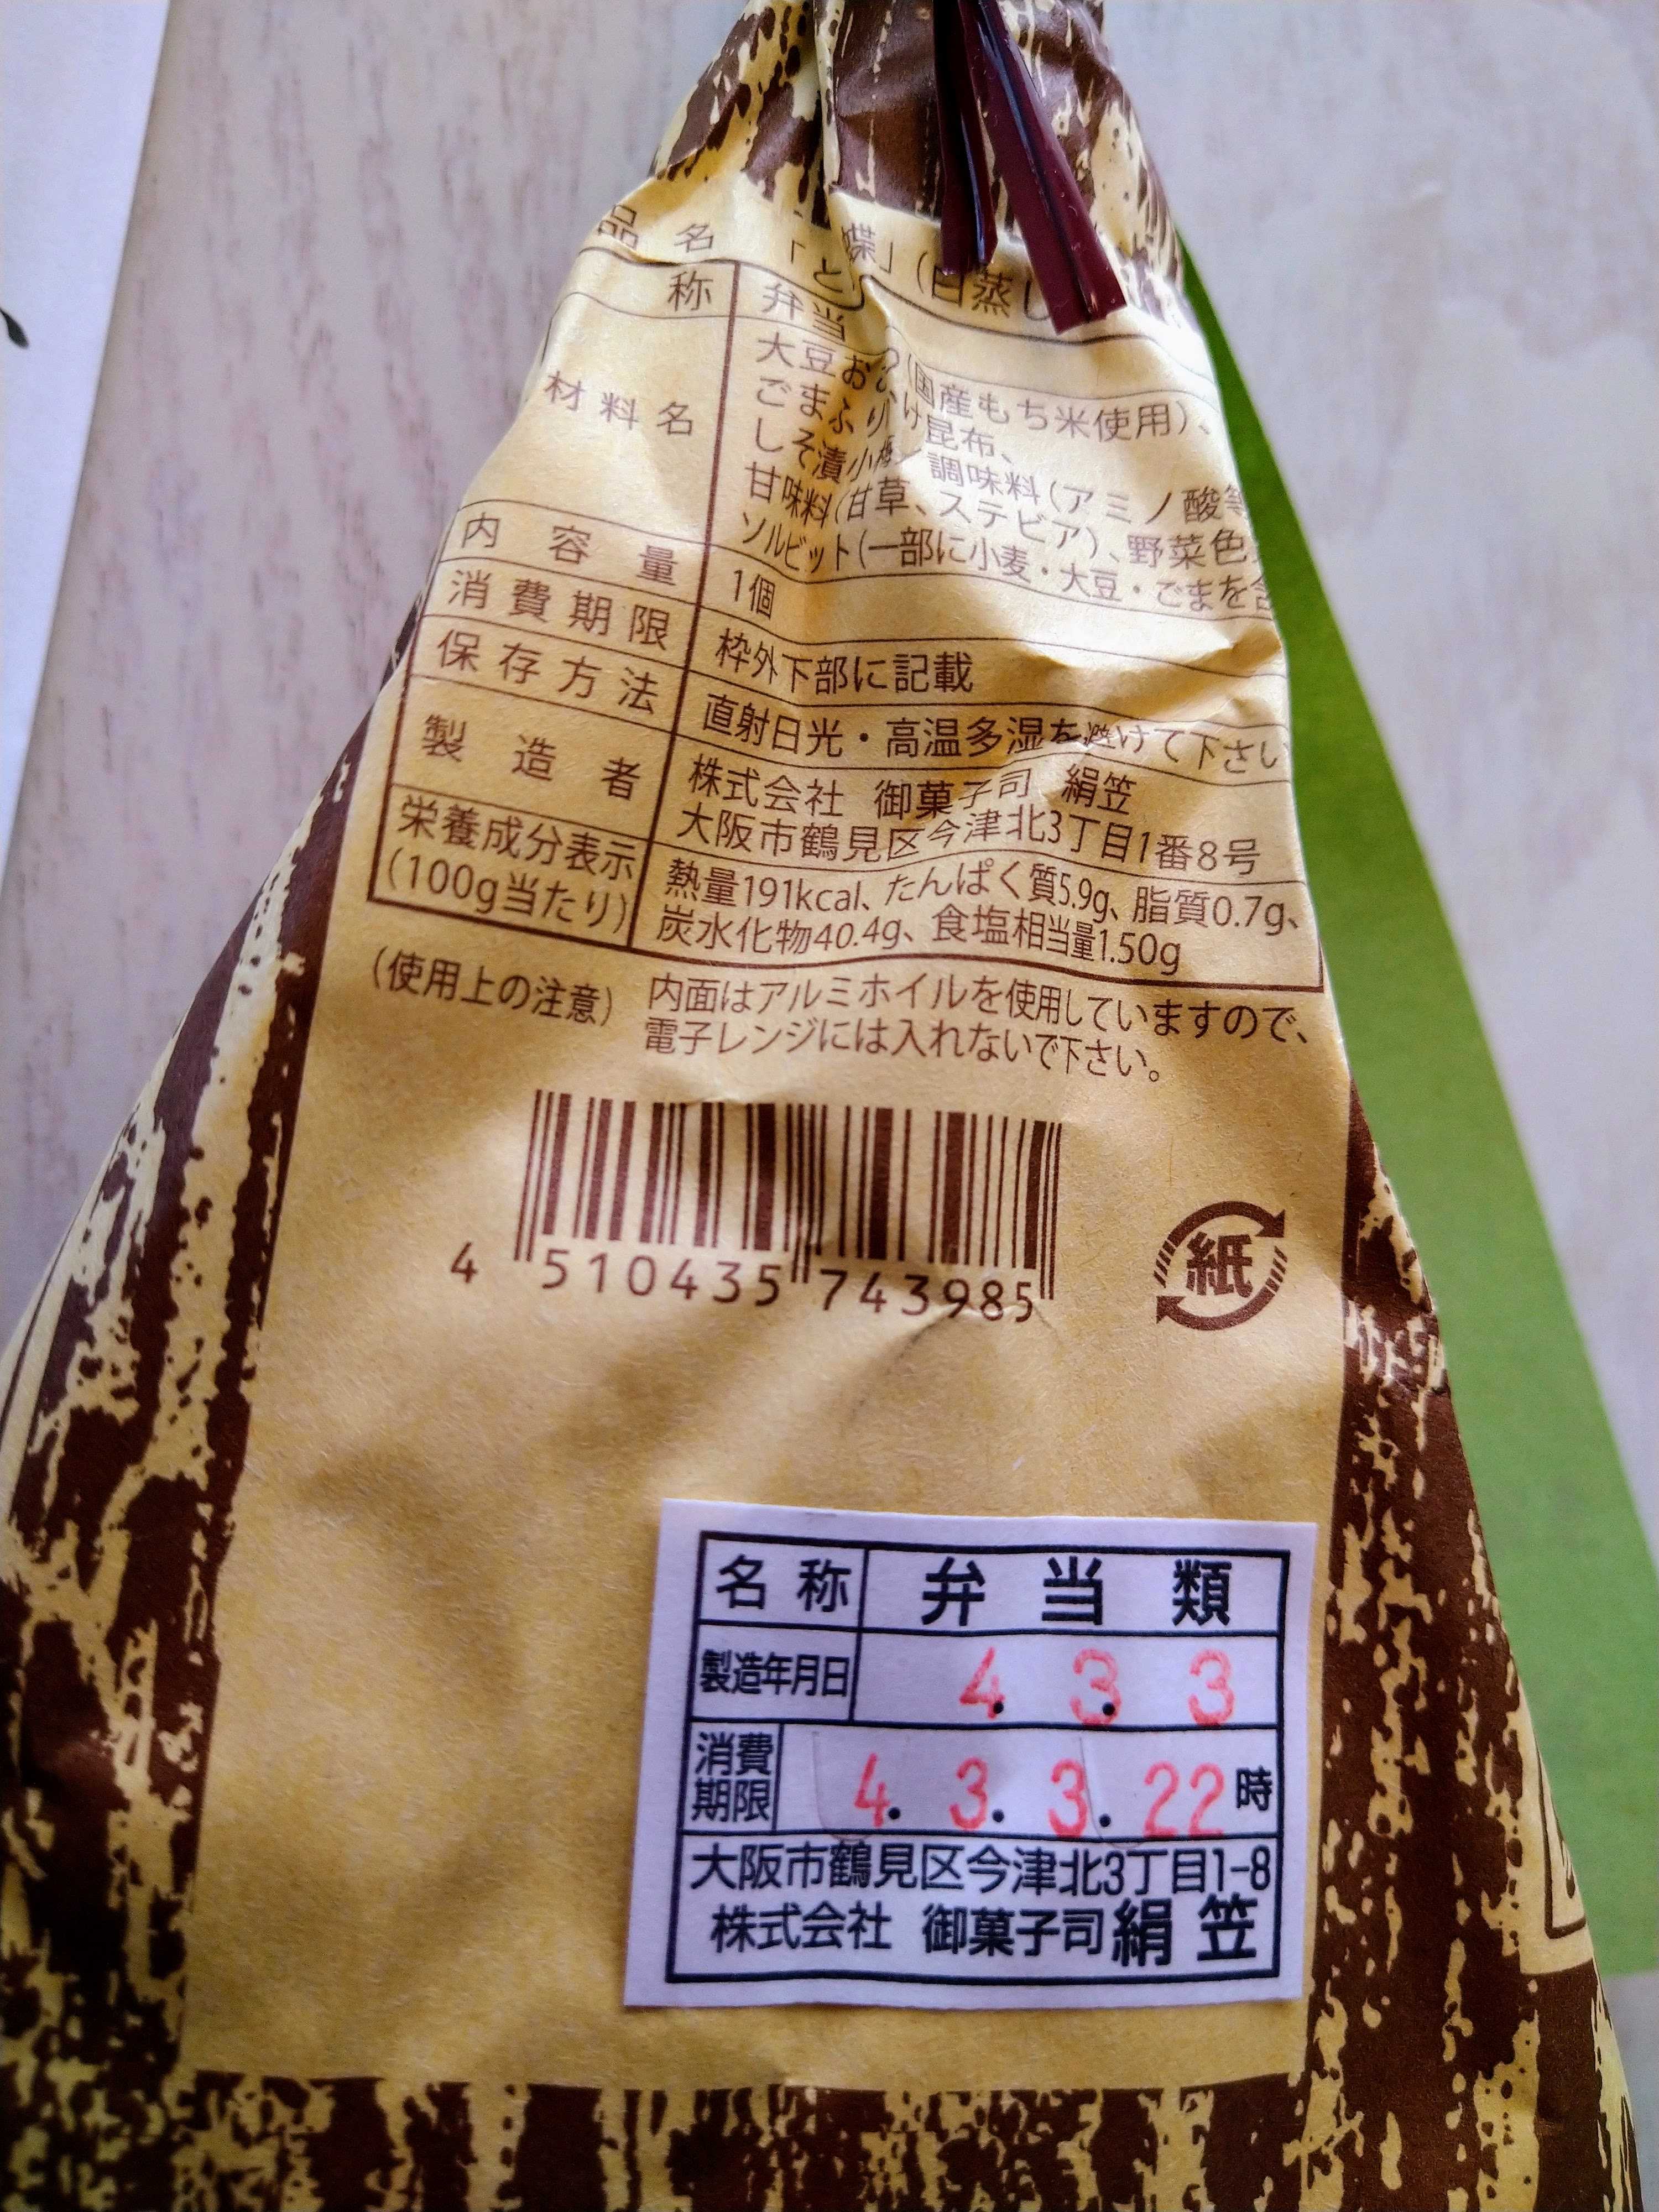 品名 「と 蝶」(白蒸し
称 弁当
材料名 大豆おこわ(国産もち米使用)、
ごまふりかけ昆布、
しそ漬小梅、調味料(アミノ酸等
甘味料(甘草、ステビア)、野菜色
ソルビット(一部に小麦・大豆・ごまを含
内容量 1個
消費期限 枠外下部に記載
保存方法 直射日光・高温多湿を避けて下さい
製造者 株式会社 御菓子司 絹笠
大阪市鶴見区今津北3丁目1番8号
栄養成分表示 熱量191kcal、たんぱく質5.9g、脂質0.7g、
(100g当たり) 炭水化物40.4g、食塩相当量1.50g
(使用上の注意) 内面はアルミホイルを使用していますので、
電子レンジには入れないで下さい。
4 510435 743985
紙
名称 弁当類
製造年月日 4. 3. 3
消費期限 4. 3. 3. 22時
大阪市鶴見区今津北3丁目1-8
株式会社 御菓子司 絹笠